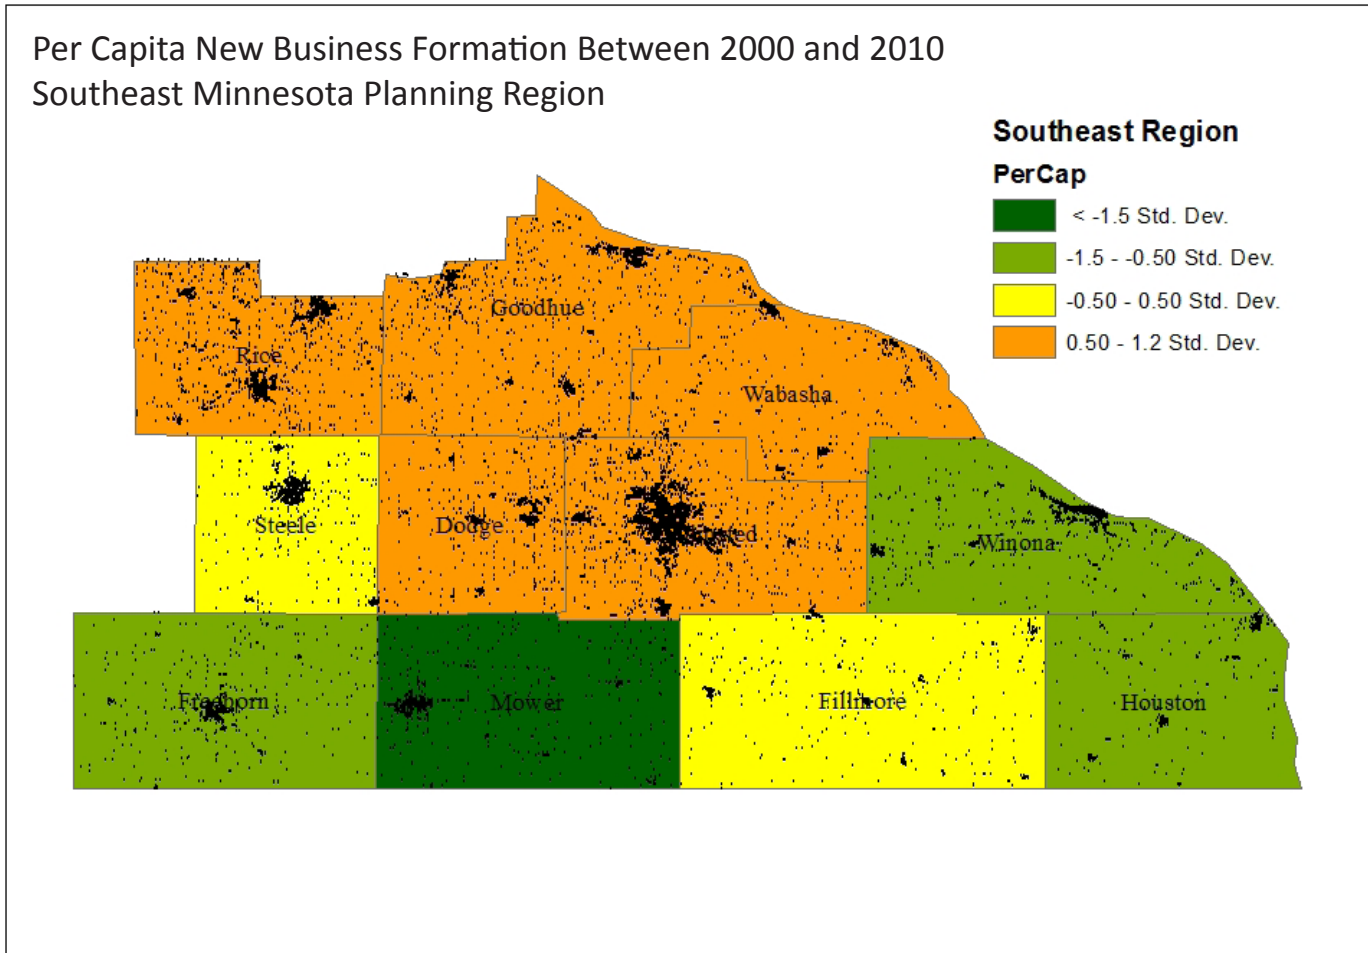 Per Capita New Business Formation Between 2000 and 2010
Southeast Minnesota Planning Region
Southeast Region
PerCap
< -1.5 Std. Dev.
-1.5 - -0.50 Std. Dev.
-0.50 - 0.50 Std. Dev.
0.50 - 1.2 Std. Dev.
Goodhue
Rice
Wabasha
Steele
Dodge
Winona
Freeborn
Mower
Fillmore
Houston